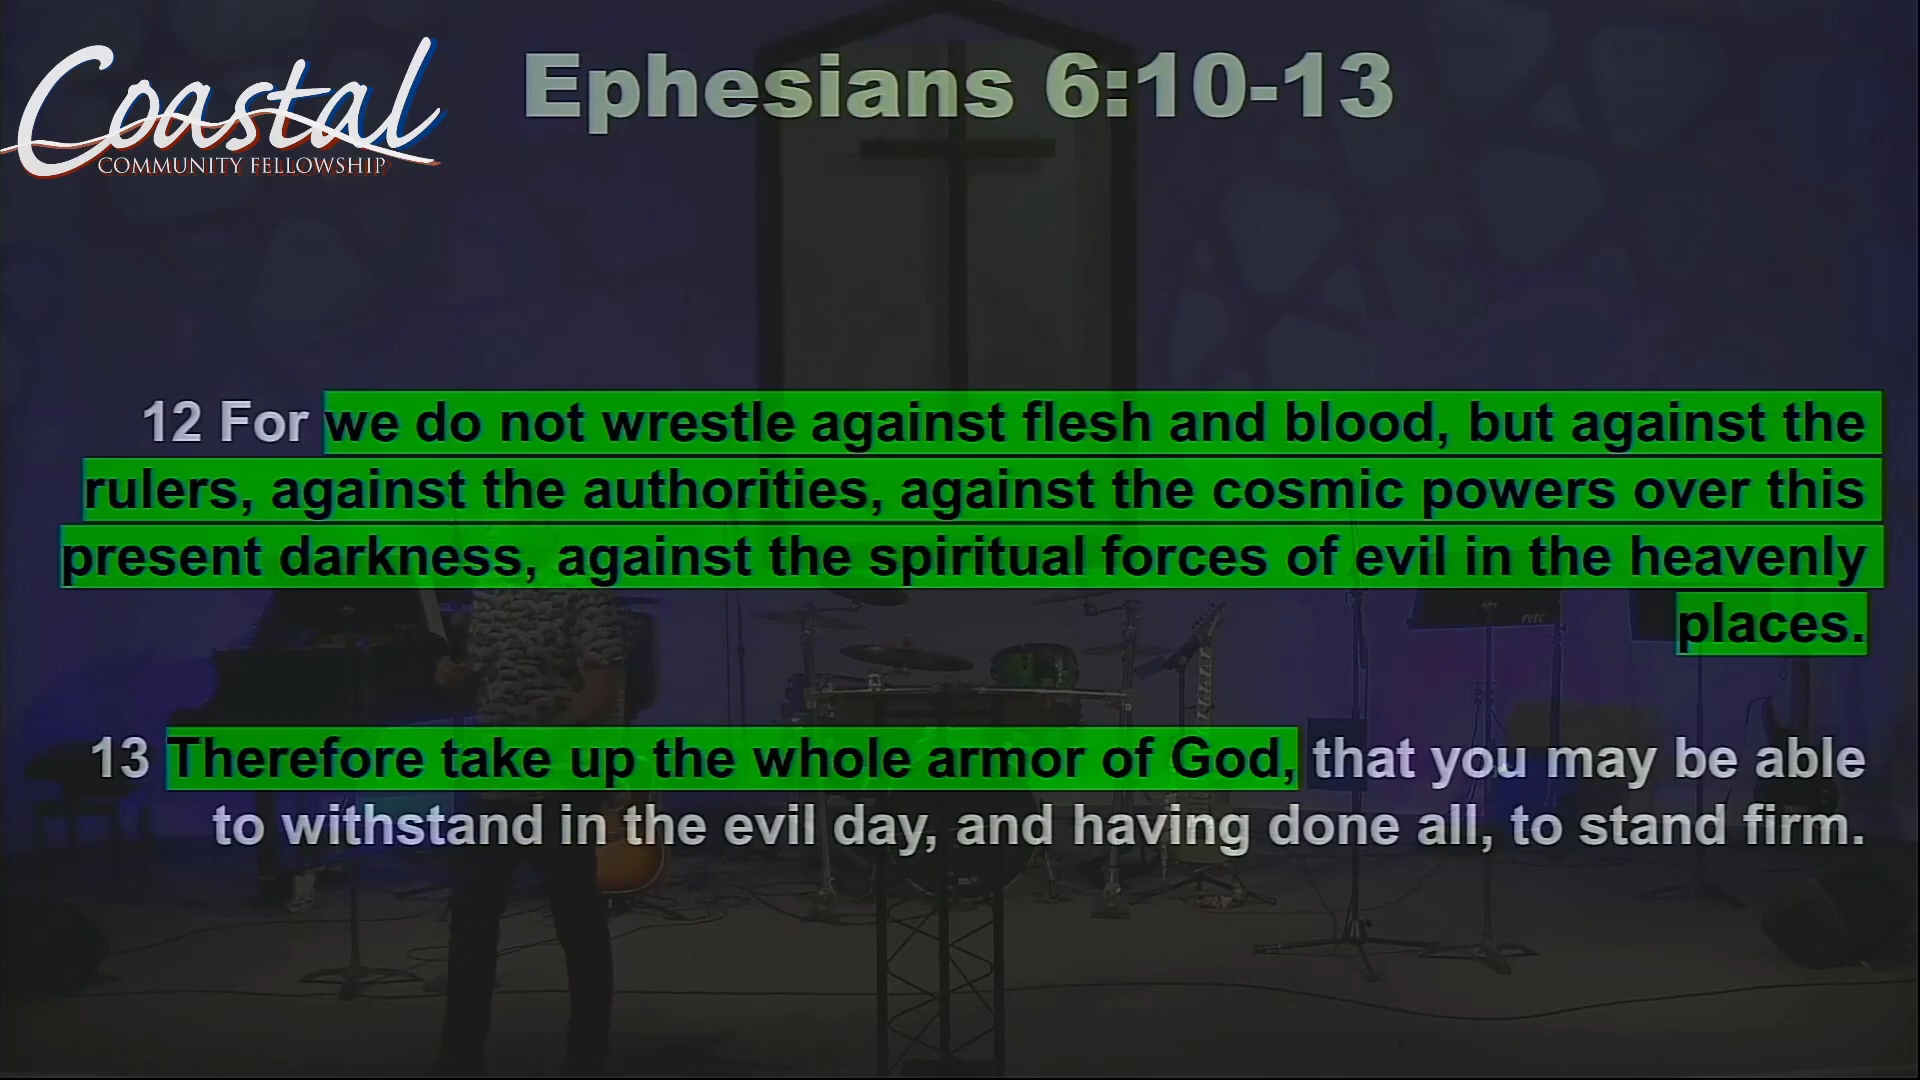 Coastal
COMMUNITY FELLOWSHIP
Ephesians 6:10-13
12 For we do not wrestle against flesh and blood, but against the
rulers, against the authorities, against the cosmic powers over this
present darkness, against the spiritual forces of evil in the heavenly
places.
13 Therefore take up the whole armor of God, that you may be able
to withstand in the evil day, and having done all, to stand firm.